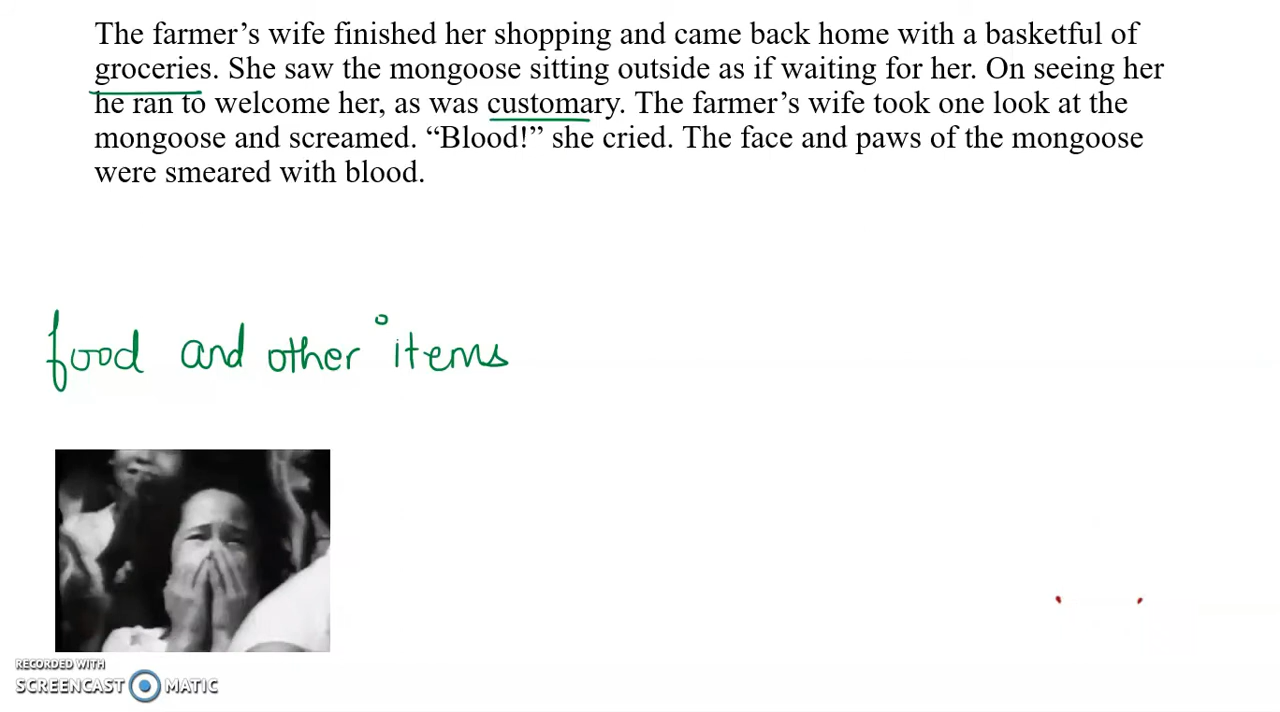 The farmer’s wife finished her shopping and came back home with a basketful of
groceries. She saw the mongoose sitting outside as if waiting for her. On seeing her
he ran to welcome her, as was customary. The farmer’s wife took one look at the
mongoose and screamed. “Blood!” she cried. The face and paws of the mongoose
were smeared with blood.
food and other items
RECORDED WITH
SCREENCAST MATIC